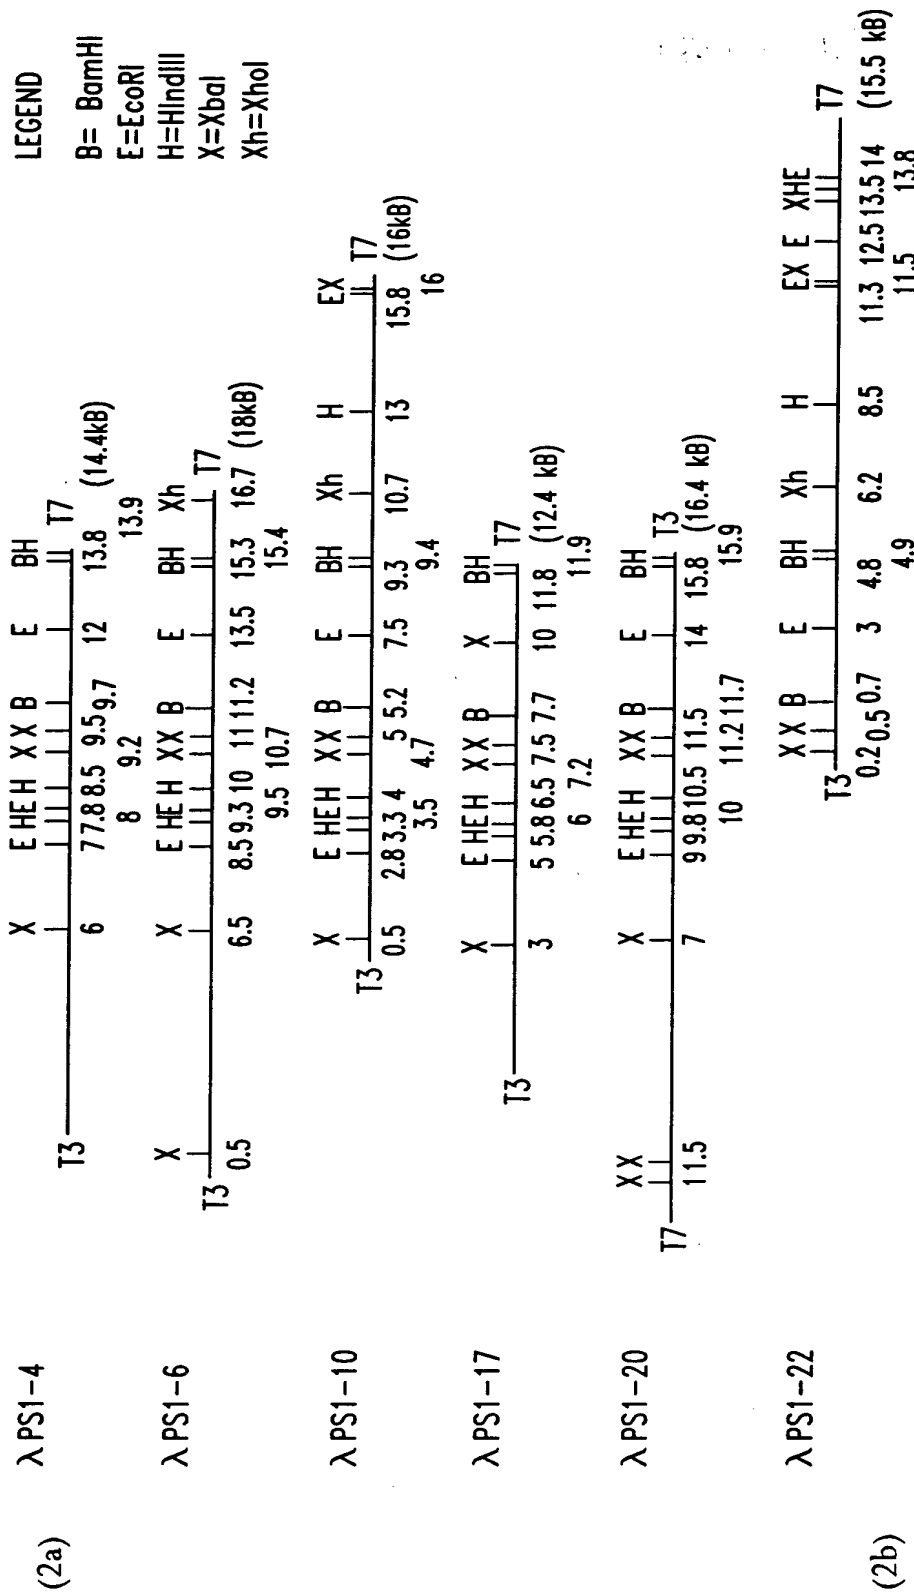 (2a)
λPS1-4
T3
X E HE H X X B E BH
T7
6 7 7.8 8.5 9.5 12 13.8 (14.4kB)
8 9.2 9.7 13.9
LEGEND
B= BamHI
E=EcoRI
H=HindIII
X=XbaI
Xh=XhoI
λPS1-6
T3
X X E HE H X X B E BH Xh
T7
0.5 6.5 8.5 9.3 10 11 11.2 13.5 15.3 16.7 (18kB)
9.5 10.7 15.4
λPS1-10
T3
X E HE H X X B E BH Xh H EX
T7
0.5 2.8 3.3 4 5 5.2 7.5 9.3 10.7 13 15.8 (16kB)
3.5 4.7 9.4 16
λPS1-17
T3
X E HE H X X B X BH
T7
3 5 5.8 6.5 7.5 7.7 10 11.8 (12.4 kB)
6 7.2 11.9
λPS1-20
T7
X X X E HE H X X B E BH
T3
1 1.5 7 9 9.8 10.5 11.5 14 15.8 (16.4 kB)
10 11.2 11.7 15.9
(2b)
λPS1-22
T3
X X B E BH Xh H EX E XHE
T7
0.2 0.5 0.7 3 4.8 6.2 8.5 11.3 12.5 13.5 14 (15.5 kB)
4.9 11.5 13.8